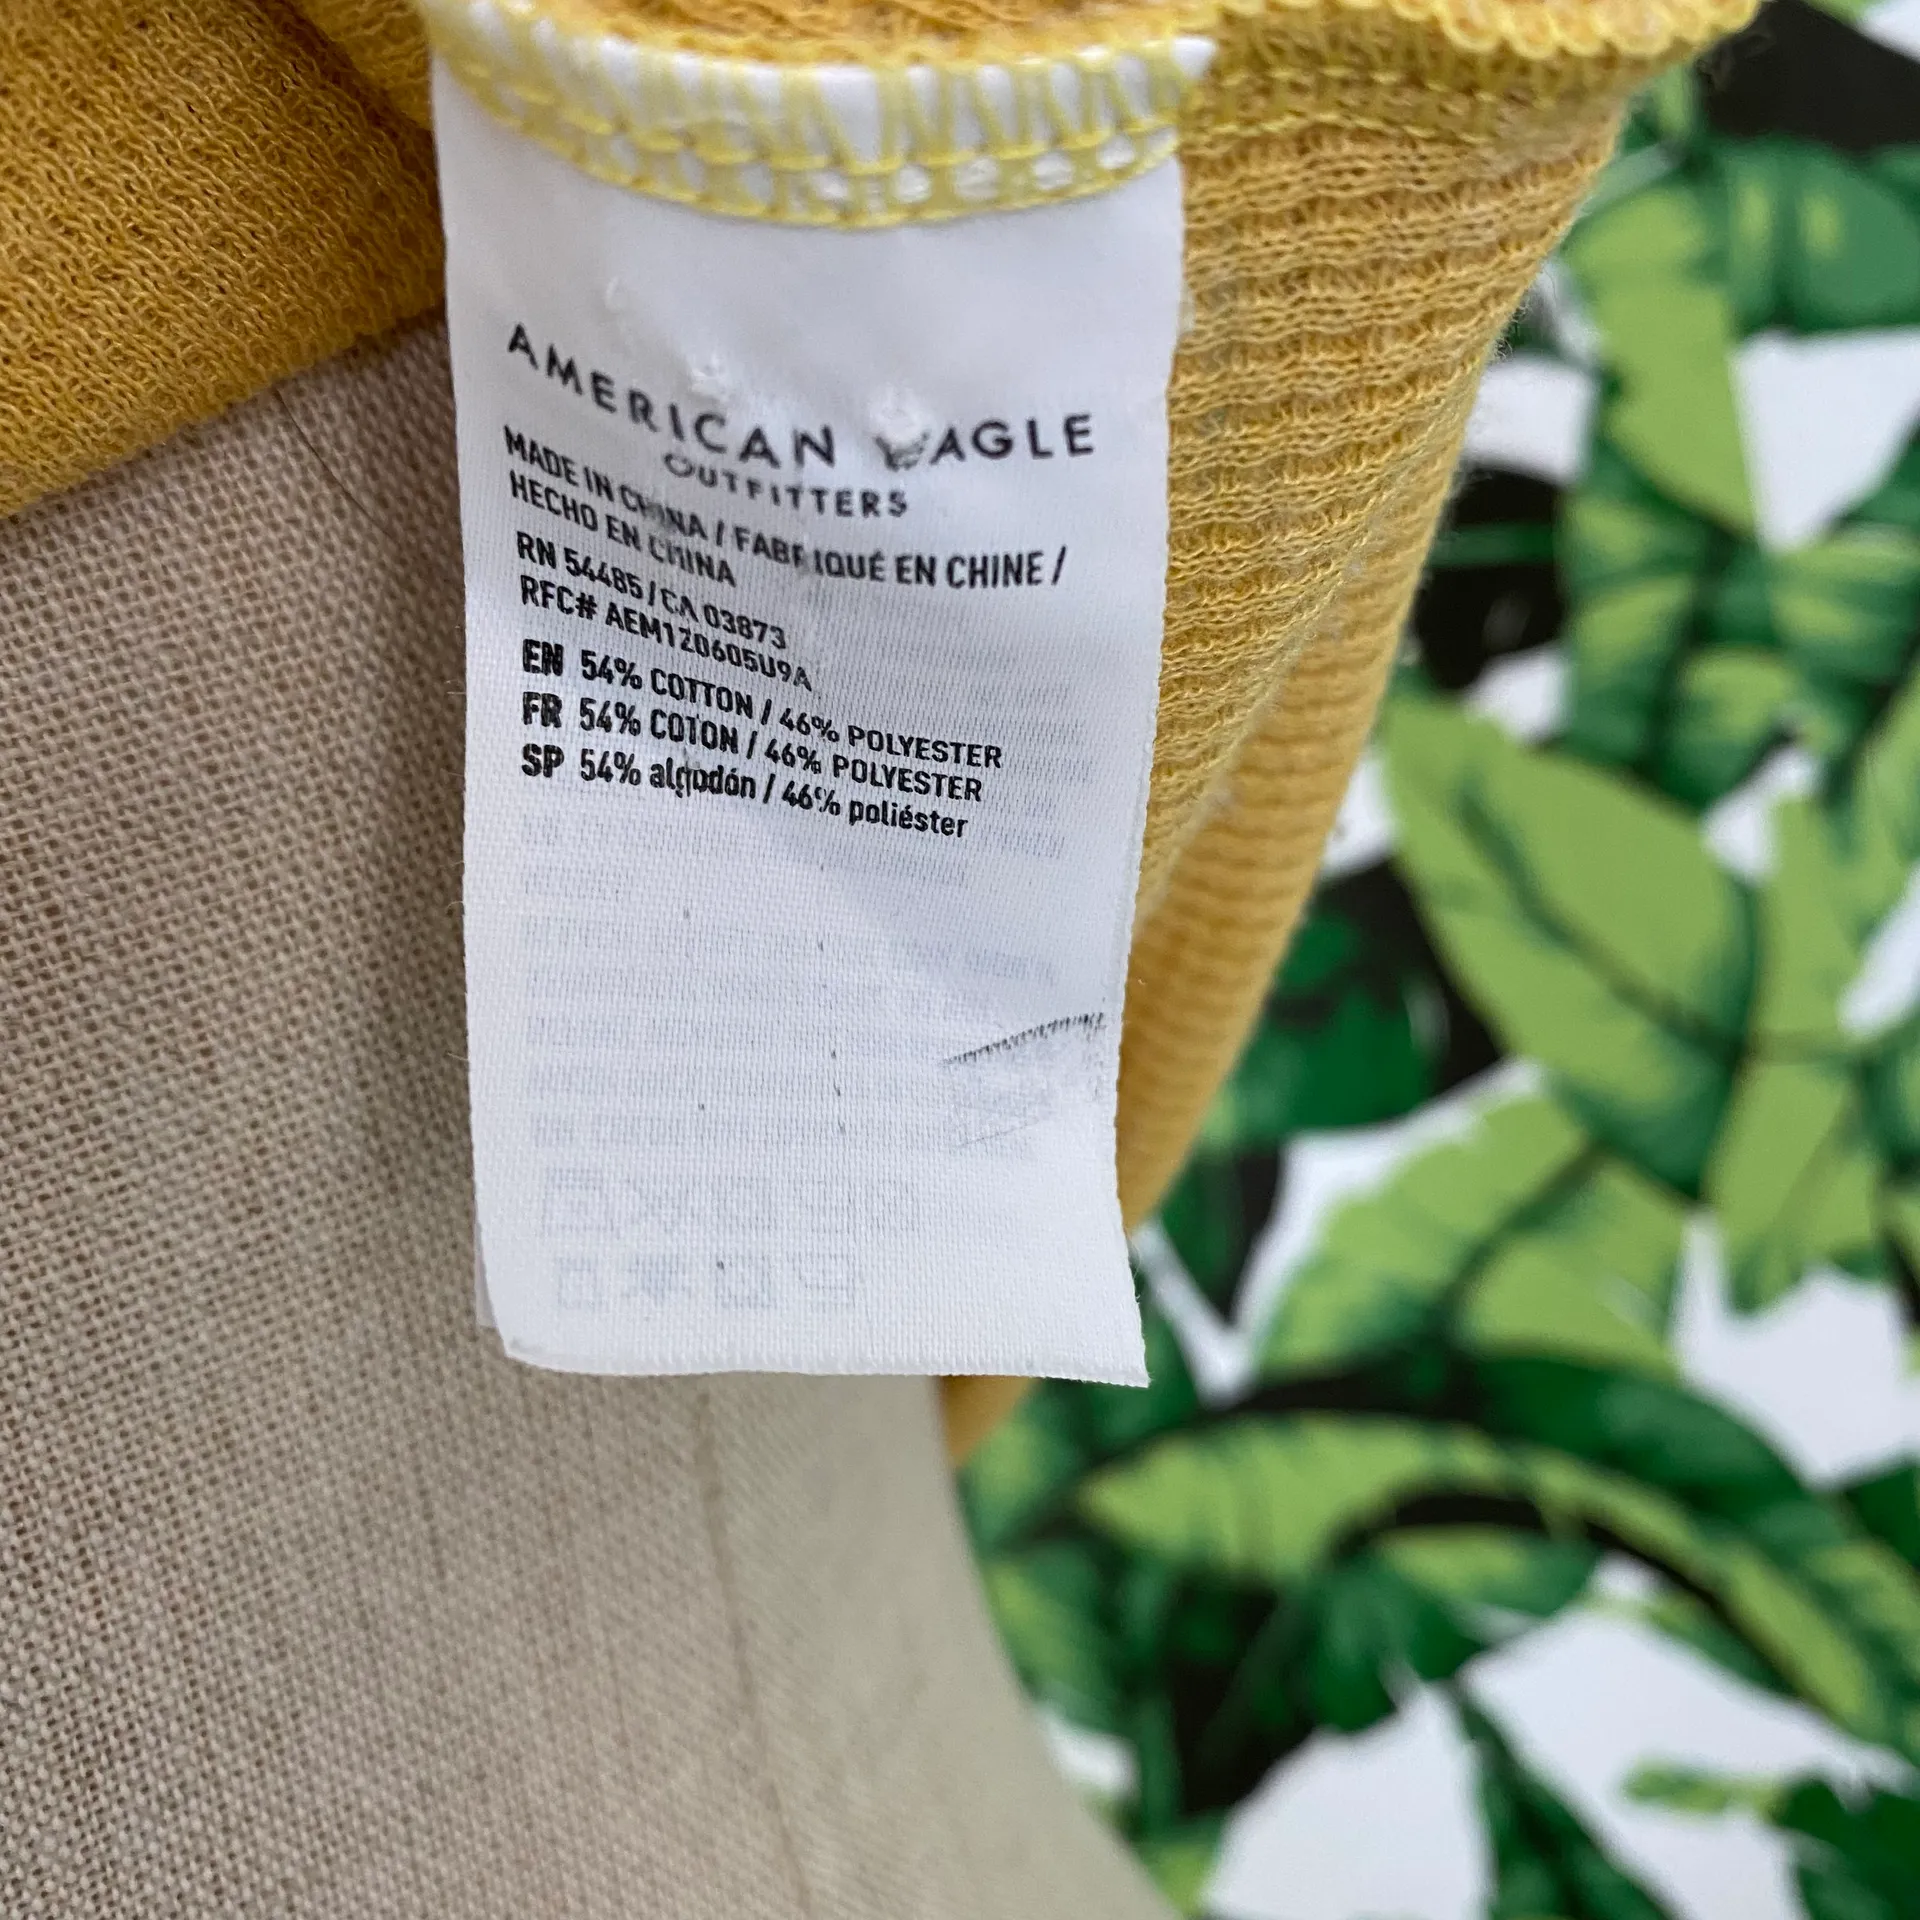 AMERICAN EAGLE
OUTFITTERS
MADE IN CHINA / FABRIQUÉ EN CHINE /
HECHO EN CHINA
RN 54485 / CA 03873
RFC# AEM120605U9A
EN 54% COTTON / 46% POLYESTER
FR 54% COTON / 46% POLYESTER
SP 54% algodón / 46% poliéster